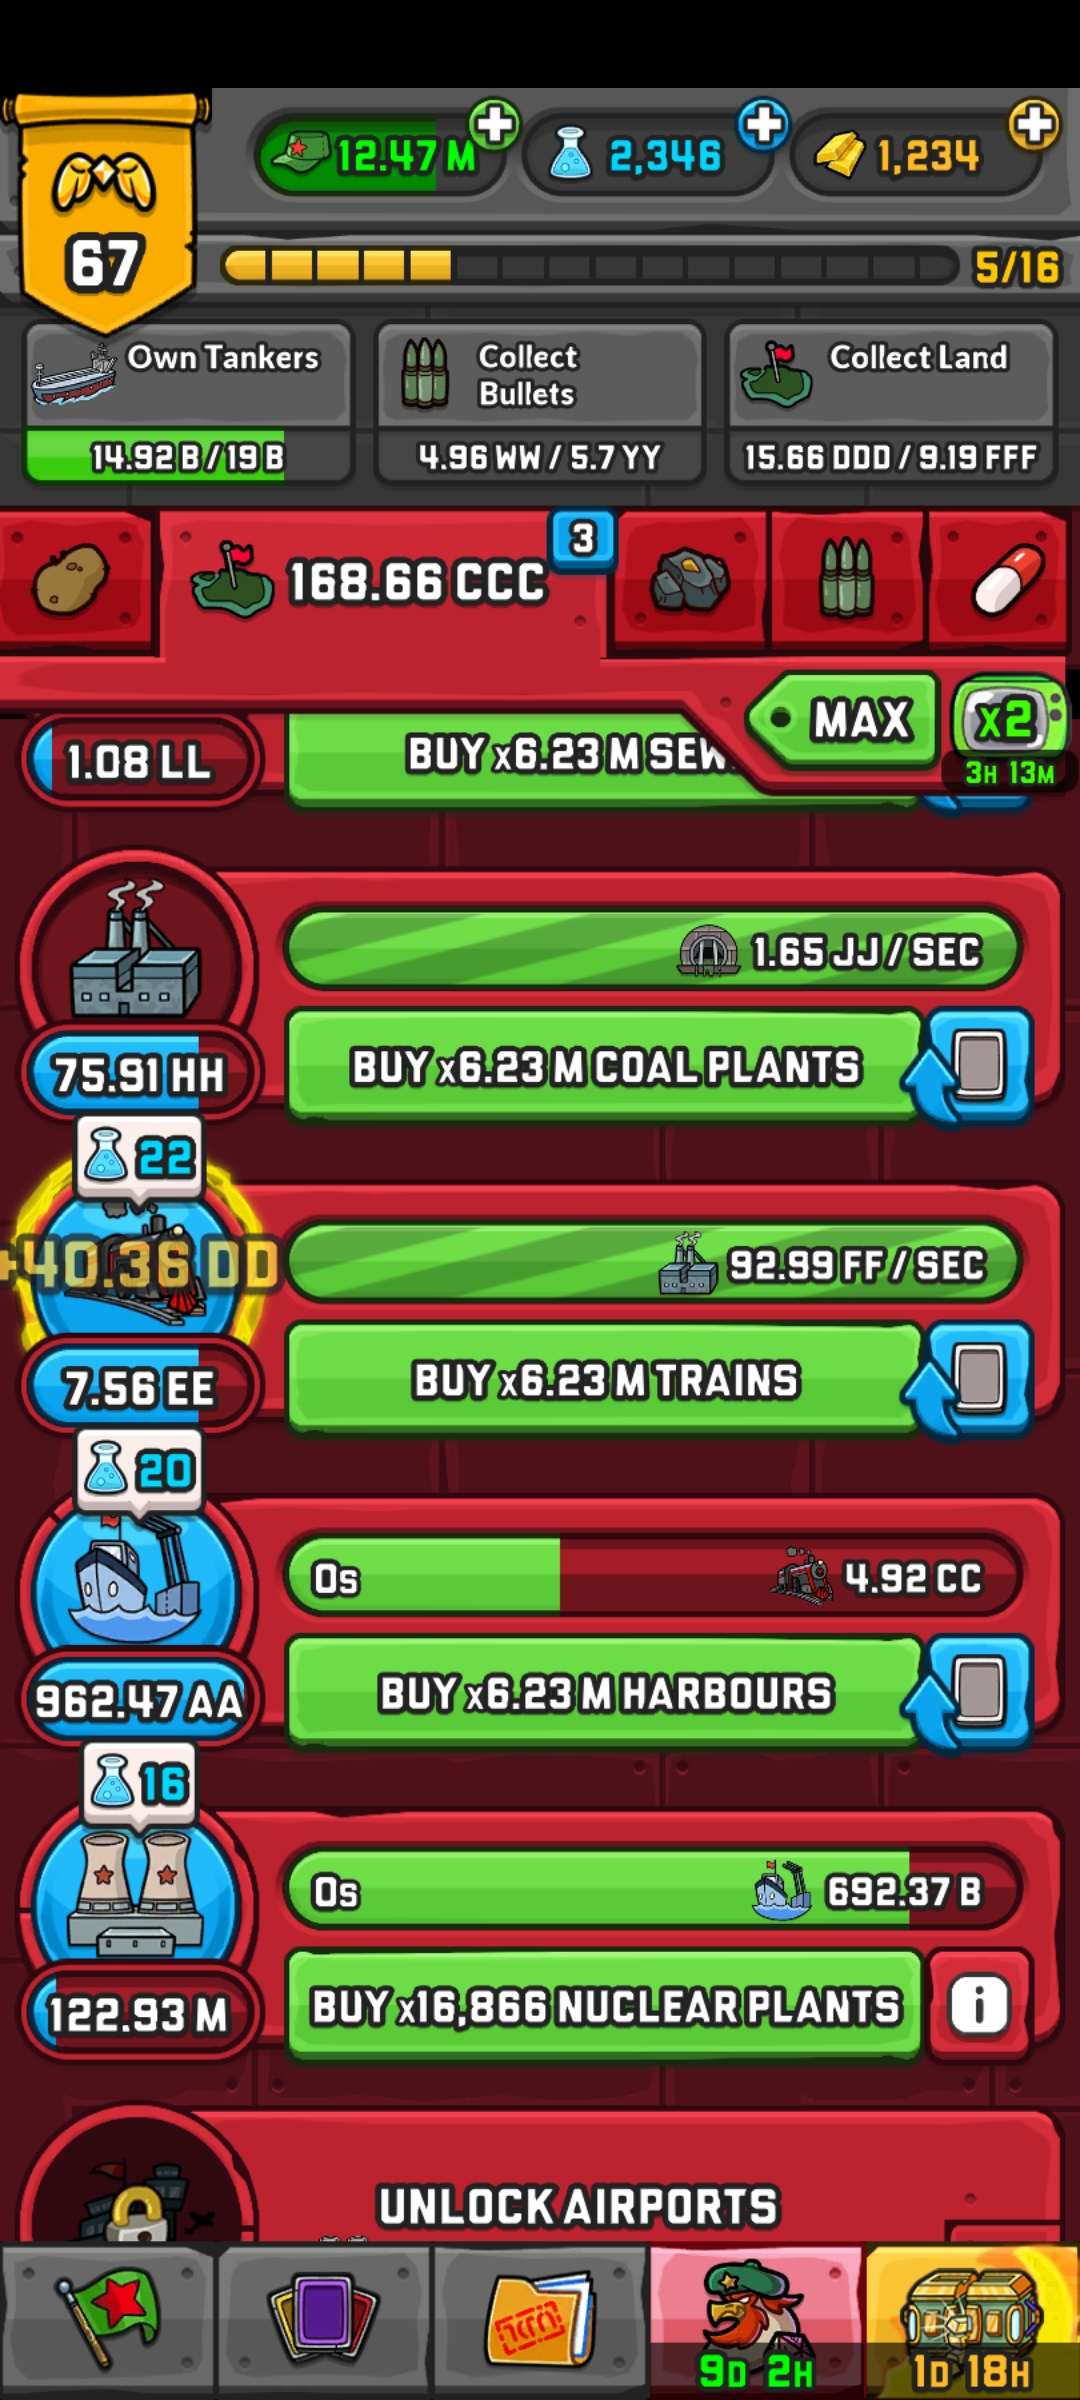 12.47 M
2,346
1,234
67
5/16
Own Tankers
14.92 B / 19 B
Collect
Bullets
4.96 WW / 5.7 YY
Collect Land
15.66 DDD / 9.19 FFF
168.66 CCC
3
MAX
x2
3H 13M
1.08 LL
BUY x6.23 M SEW
1.65 JJ / SEC
75.91 HH
BUY x6.23 M COAL PLANTS
22
+40.36 DD
92.99 FF / SEC
7.56 EE
BUY x6.23 M TRAINS
20
0s
4.92 CC
962.47 AA
BUY x6.23 M HARBOURS
16
0s
692.37 B
122.93 M
BUY x16,866 NUCLEAR PLANTS
i
UNLOCK AIRPORTS
9D 2H
1D 18H